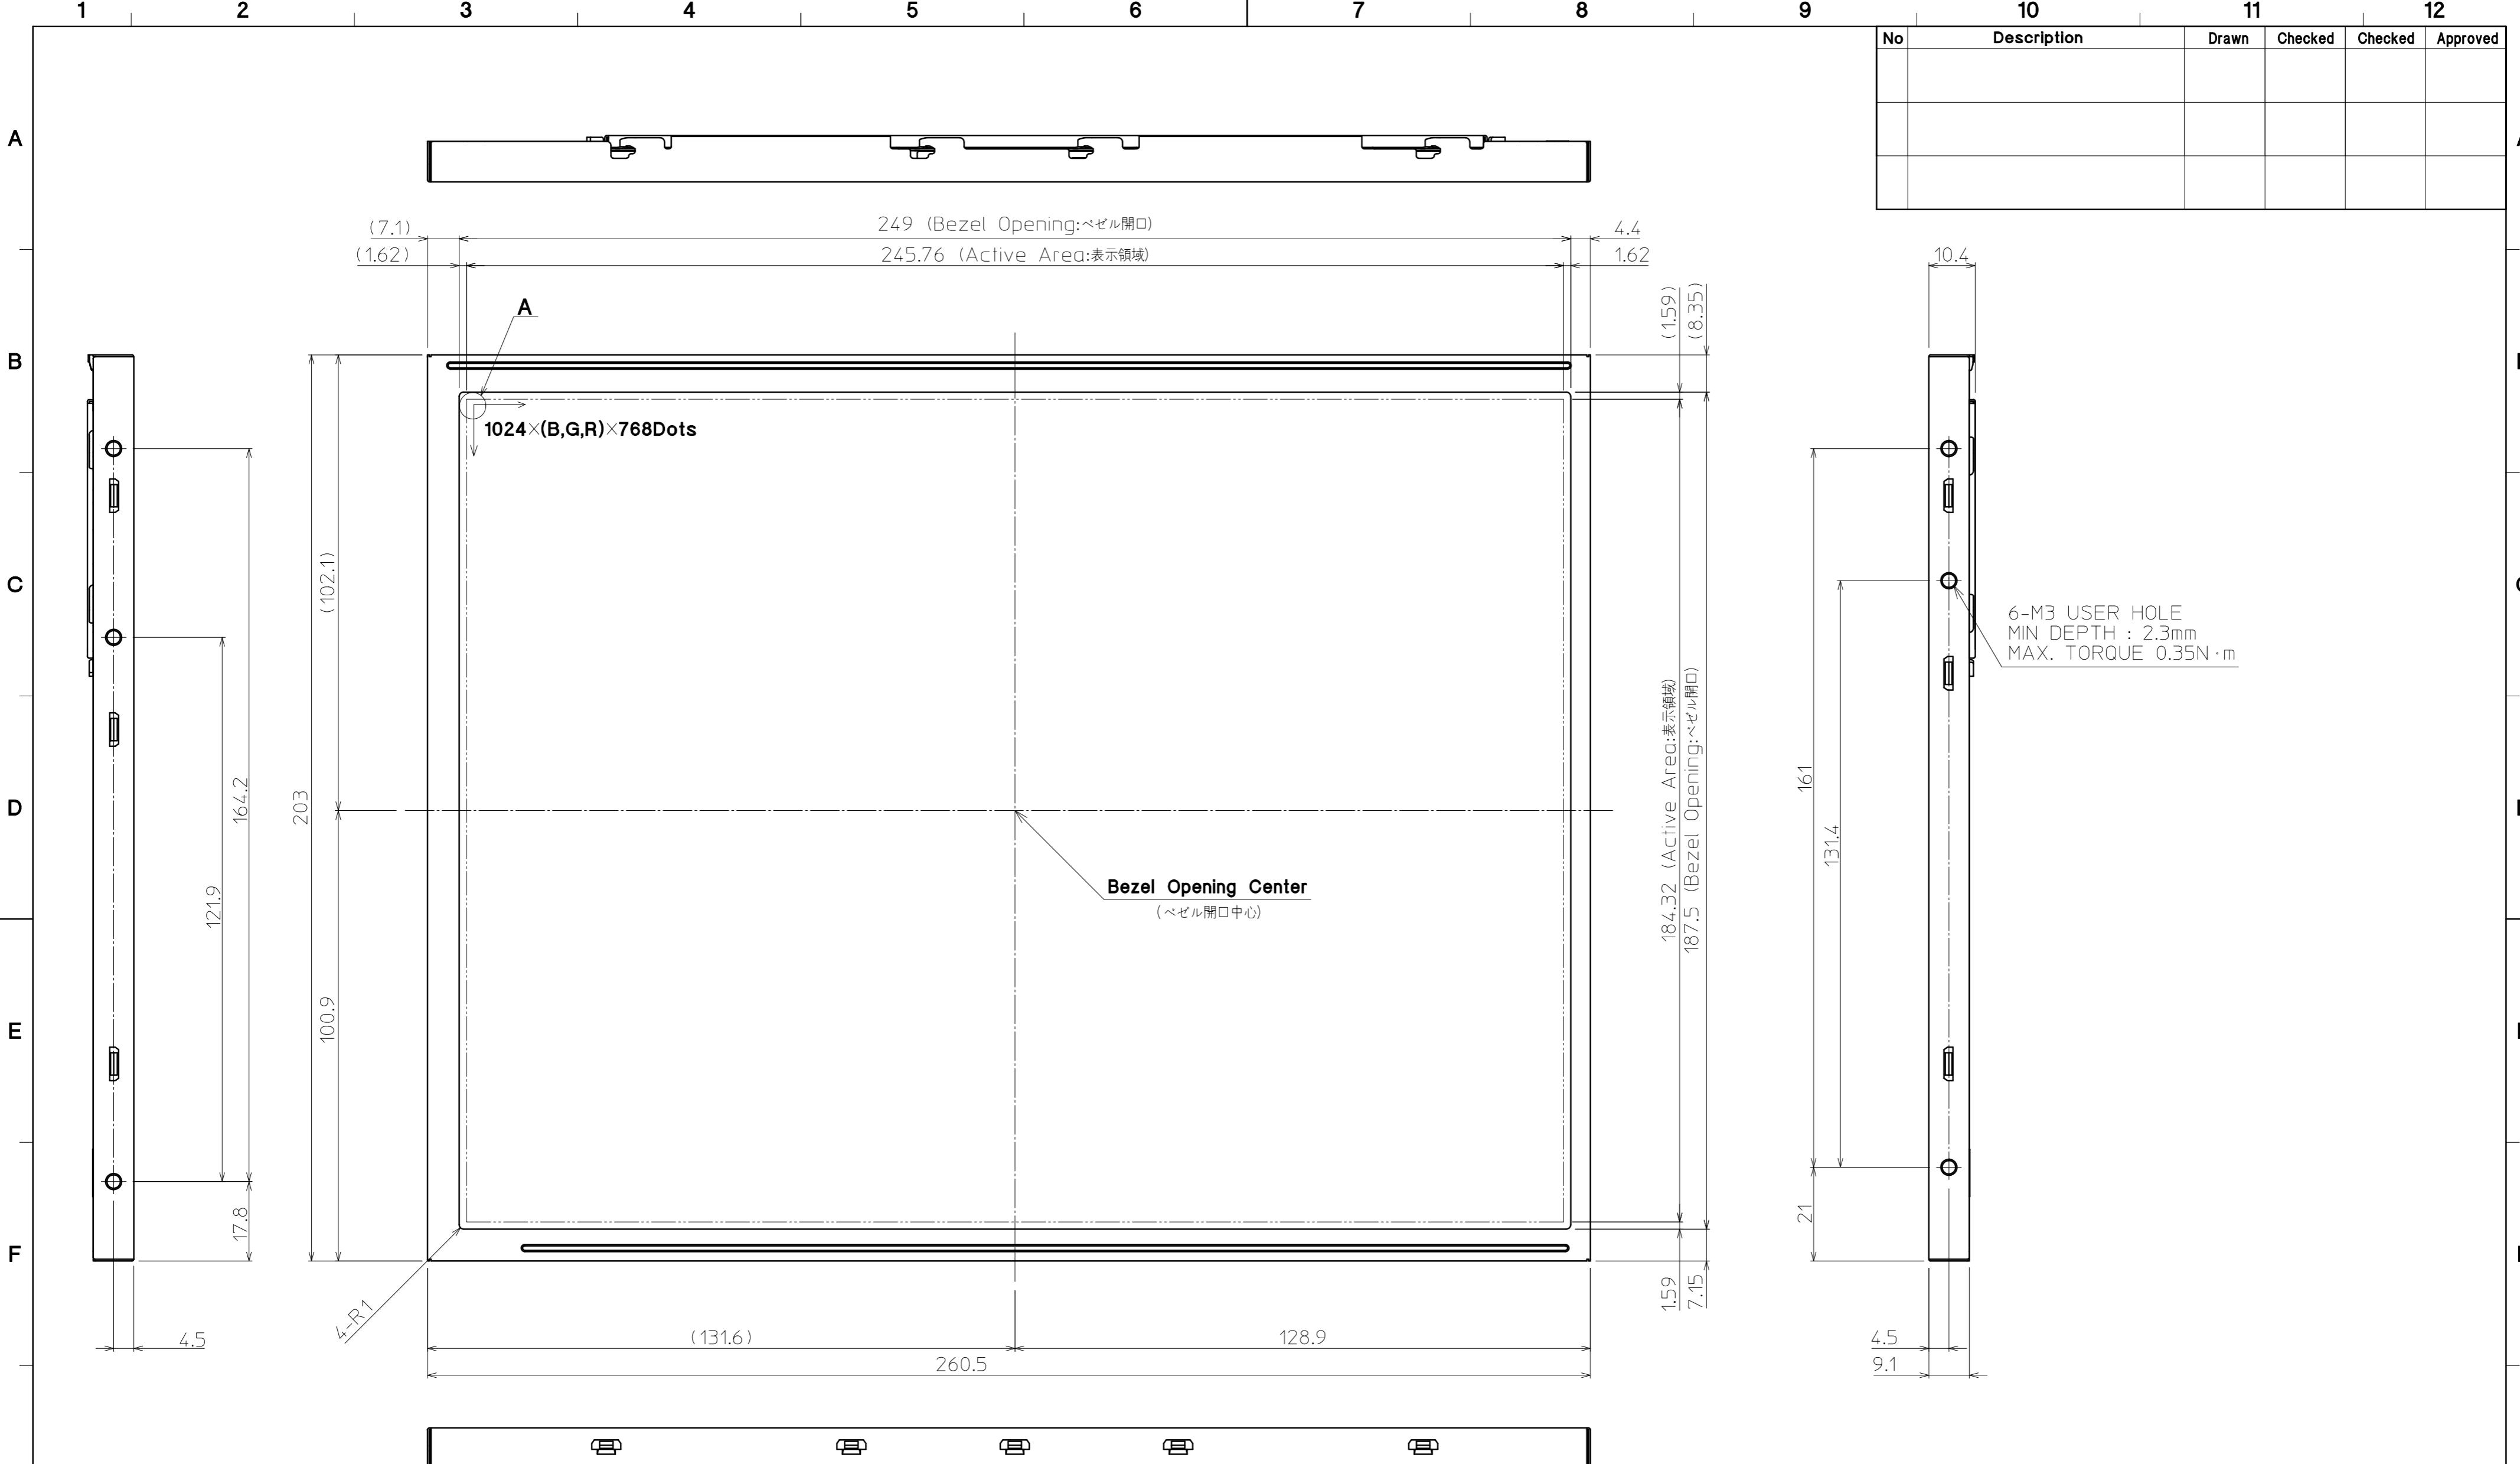 1 2 3 4 5 6 7 8 9 10 11 12
No Description Drawn Checked Checked Approved
A
(7.1) 249 (Bezel Opening:ベゼル開口) 4.4
(1.62) 245.76 (Active Area:表示領域) 1.62
10.4
A
(1.59)
(8.35)
B
1024×(B,G,R)×768Dots
C
(102.1)
6-M3 USER HOLE
MIN DEPTH : 2.3mm
MAX. TORQUE 0.35N·m
184.32 (Active Area:表示領域)
187.5 (Bezel Opening:ベゼル開口)
D
164.2
203
161
131.4
121.9
Bezel Opening Center
(ベゼル開口中心)
E
100.9
F
17.8
21
4-R1
1.59
7.15
4.5
(131.6) 128.9
4.5
260.5
9.1